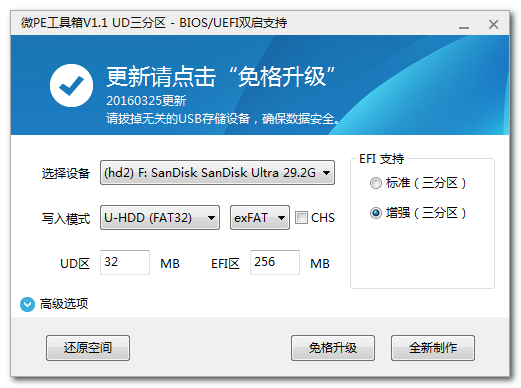 微PE工具箱V1.1 UD三分区 - BIOS/UEFI双启支持
更新请点击“免格升级”
20160325更新
请拔掉无关的USB存储设备，确保数据安全。
选择设备 (hd2) F: SanDisk SanDisk Ultra 29.2G
EFI 支持
标准（三分区）
写入模式 U-HDD (FAT32) exFAT CHS
增强（三分区）
UD区 32 MB EFI区 256 MB
高级选项
还原空间 免格升级 全新制作